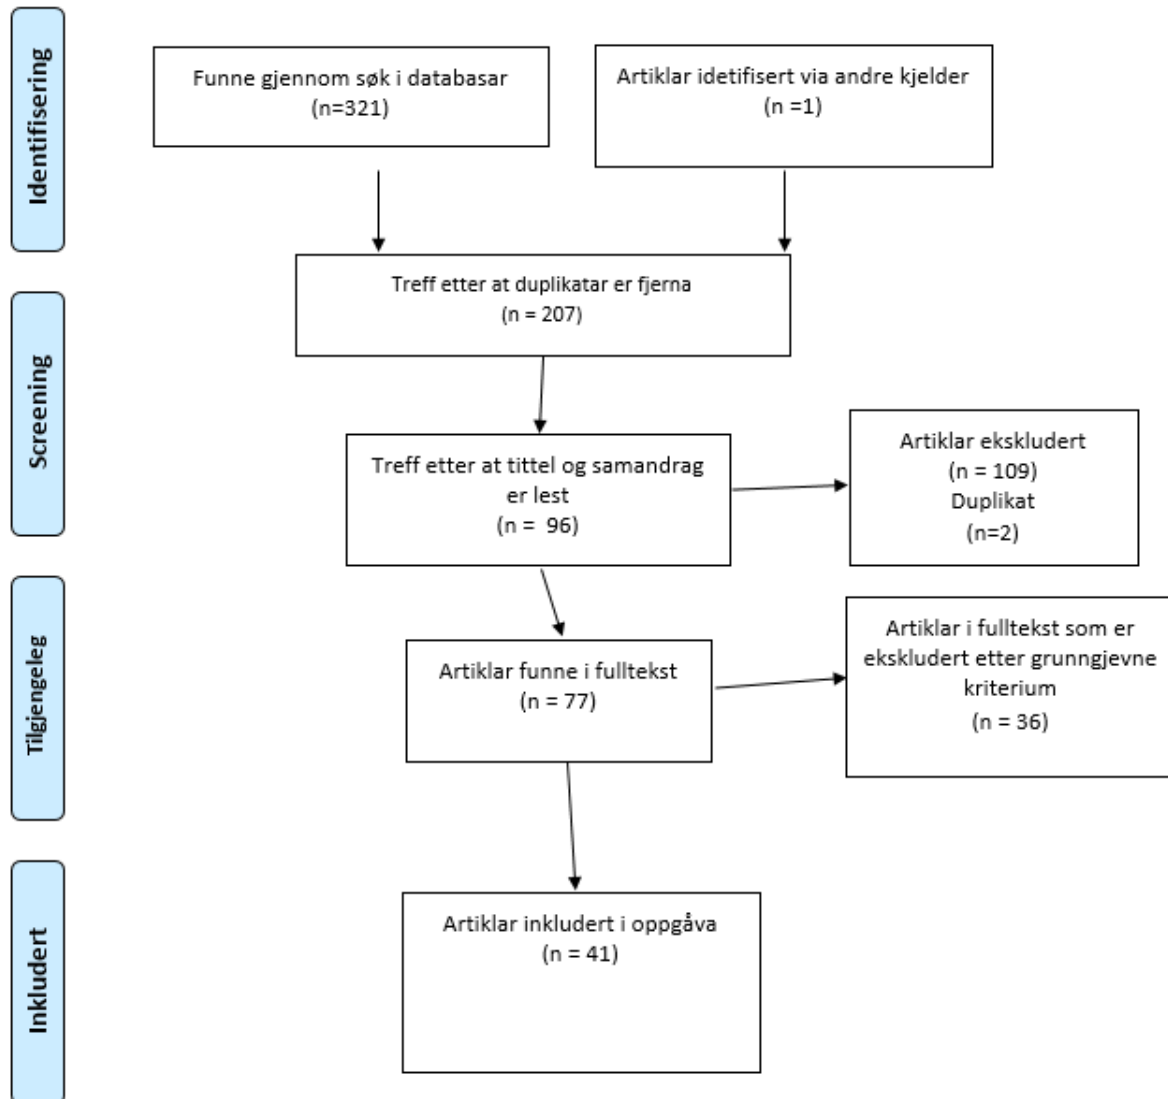 Identifisering
Funne gjennom søk i databasar
(n=321)
Artiklar idetifisert via andre kjelder
(n =1)
Screening
Treff etter at duplikatar er fjerna
(n = 207)
Treff etter at tittel og samandrag
er lest
(n =  96)
Artiklar ekskludert
(n = 109)
Duplikat
(n=2)
Tilgjengeleg
Artiklar funne i fulltekst
(n = 77)
Artiklar i fulltekst som er
ekskludert etter grunngjevne
kriterium
(n = 36)
Inkludert
Artiklar inkludert i oppgåva
(n = 41)